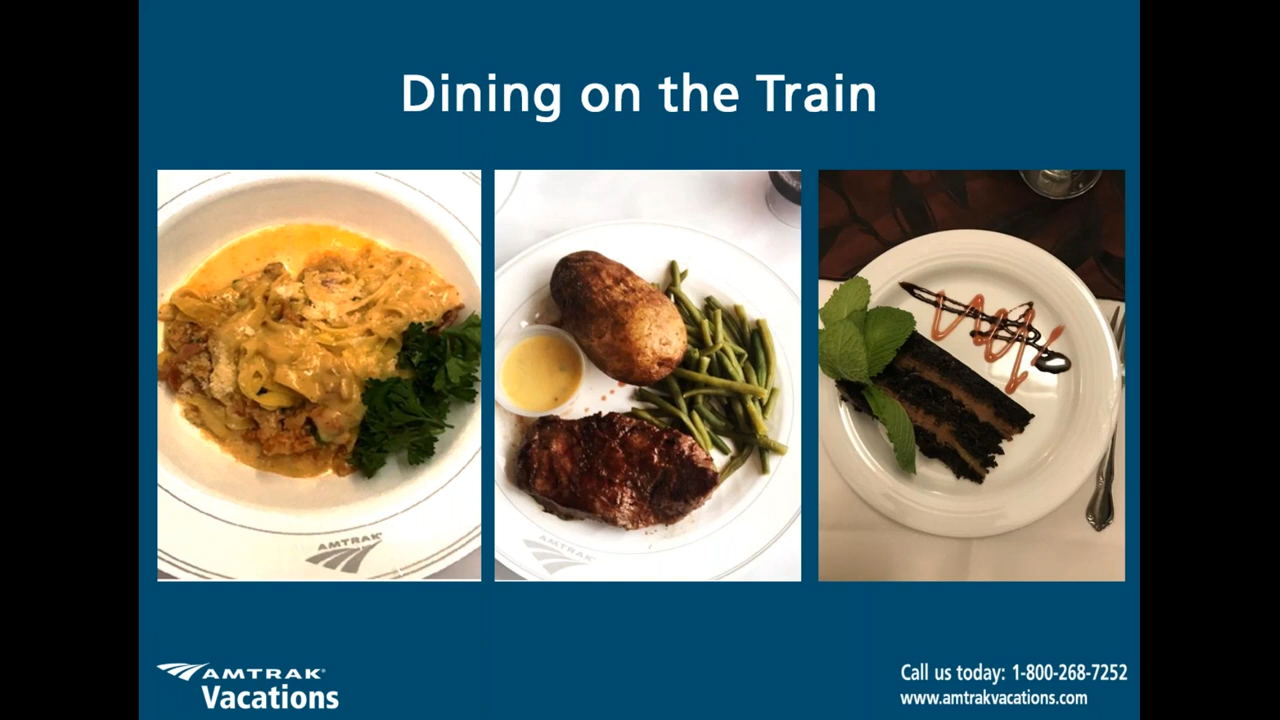 Dining on the Train
AMTRAK
AMTRAK
AMTRAK®
Vacations
Call us today: 1-800-268-7252
www.amtrakvacations.com